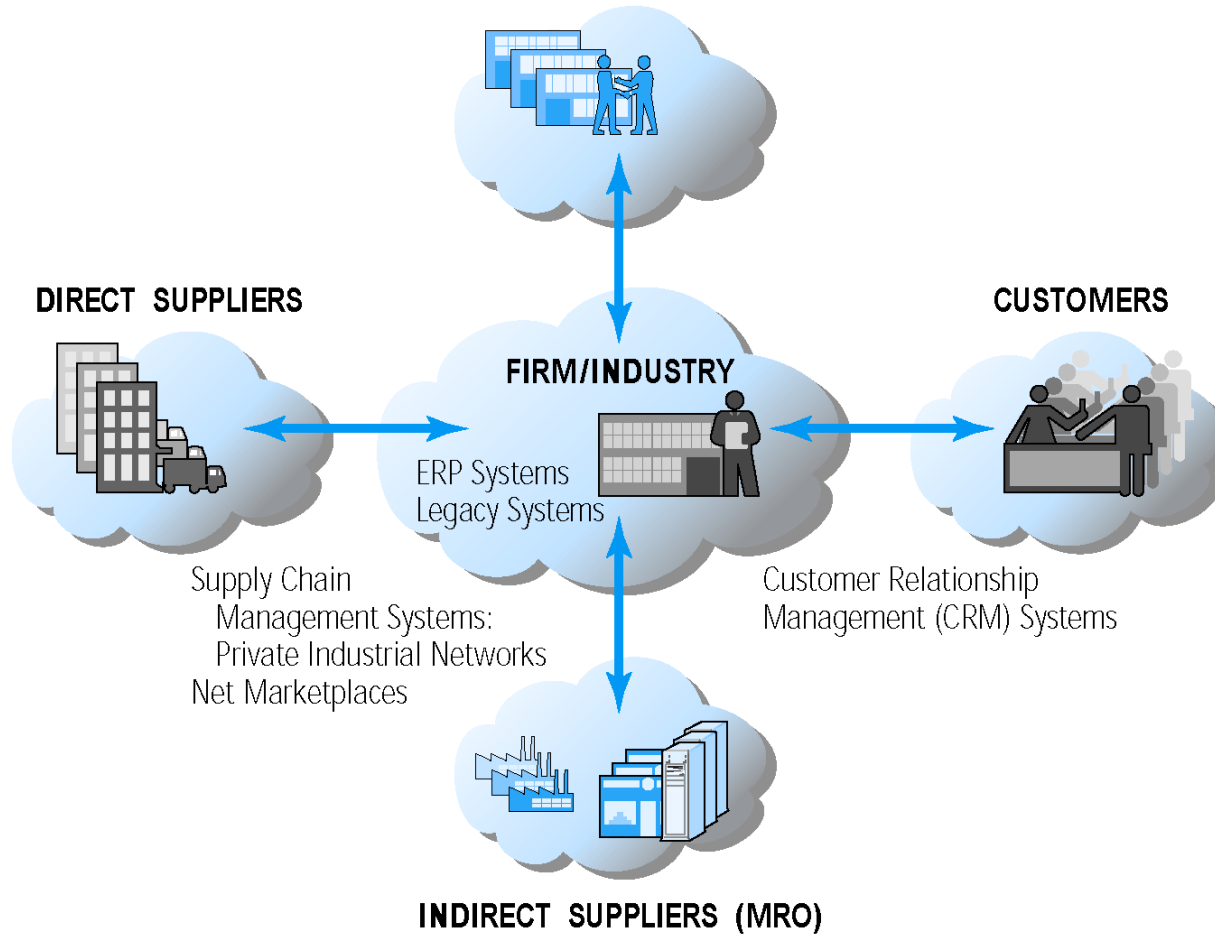 DIRECT SUPPLIERS
CUSTOMERS
FIRM/INDUSTRY
ERP Systems
Legacy Systems
Supply Chain
Management Systems:
Private Industrial Networks
Net Marketplaces
Customer Relationship
Management (CRM) Systems
INDIRECT SUPPLIERS (MRO)